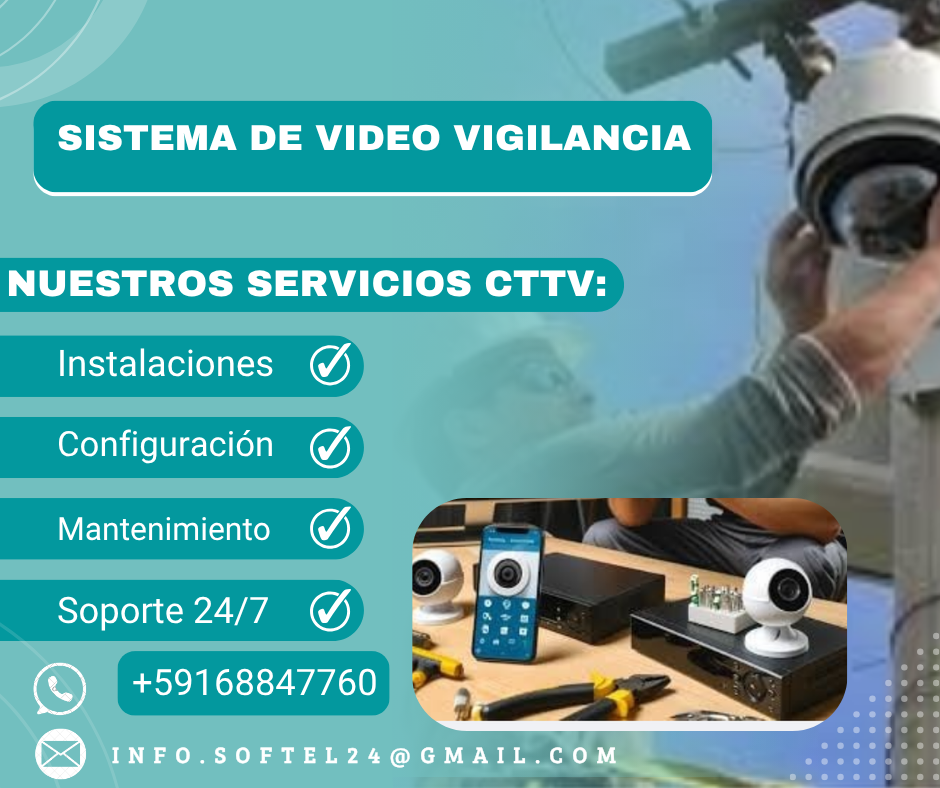 SISTEMA DE VIDEO VIGILANCIA
NUESTROS SERVICIOS CTTV:
Instalaciones
Configuración
Mantenimiento
Soporte 24/7
+59168847760
INFO.SOFTEL24@GMAIL.COM